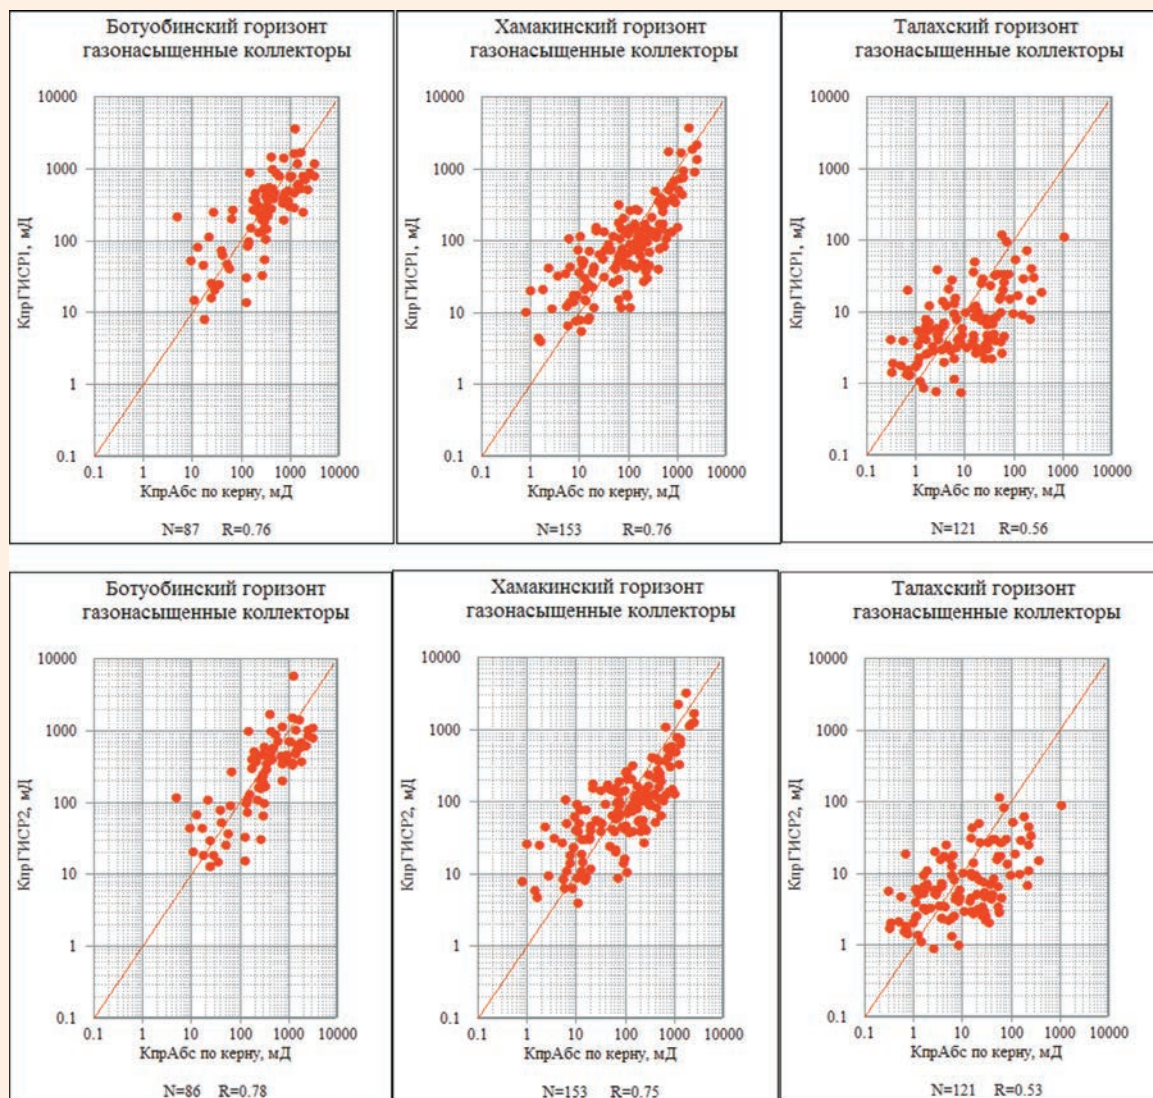 Ботуобинский горизонт
газонасыщенные коллекторы
КпрГИСР1, мД
10000
1000
100
10
1
0.1
0.1 1 10 100 1000 10000
КпрАбс по керну, мД
N=87 R=0.76
Хамакинский горизонт
газонасыщенные коллекторы
КпрГИСР1, мД
10000
1000
100
10
1
0.1
0.1 1 10 100 1000 10000
КпрАбс по керну, мД
N=153 R=0.76
Талахский горизонт
газонасыщенные коллекторы
КпрГИСР1, мД
10000
1000
100
10
1
0.1
0.1 1 10 100 1000 10000
КпрАбс по керну, мД
N=121 R=0.56
Ботуобинский горизонт
газонасыщенные коллекторы
КпрГИСР2, мД
10000
1000
100
10
1
0.1
0.1 1 10 100 1000 10000
КпрАбс по керну, мД
N=86 R=0.78
Хамакинский горизонт
газонасыщенные коллекторы
КпрГИСР2, мД
10000
1000
100
10
1
0.1
0.1 1 10 100 1000 10000
КпрАбс по керну, мД
N=153 R=0.75
Талахский горизонт
газонасыщенные коллекторы
КпрГИСР2, мД
10000
1000
100
10
1
0.1
0.1 1 10 100 1000 10000
КпрАбс по керну, мД
N=121 R=0.53